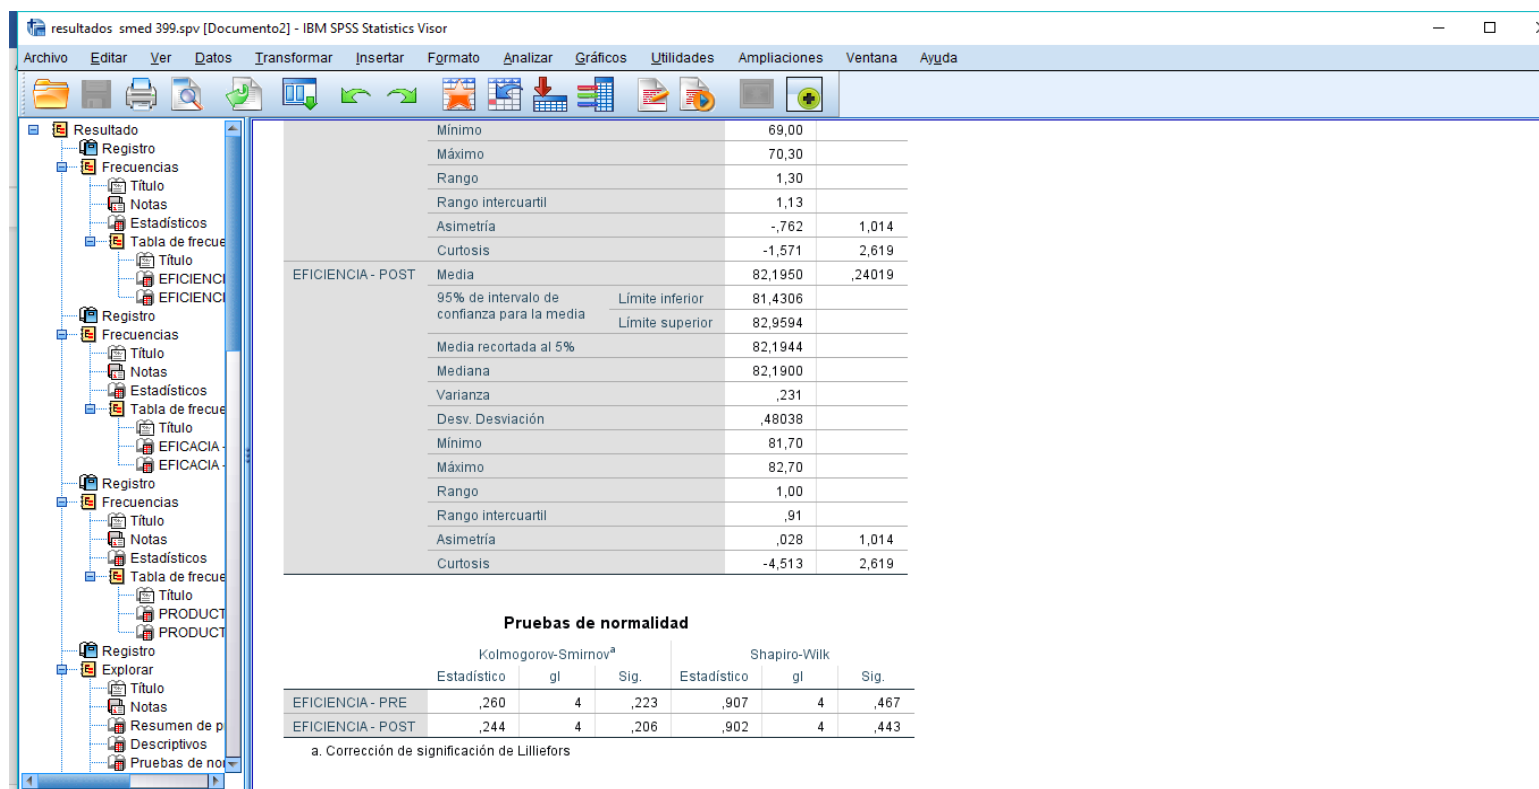 resultados smed 399.spv [Documento2] - IBM SPSS Statistics Visor
Archivo Editar Ver Datos Transformar Insertar Formato Analizar Gráficos Utilidades Ampliaciones Ventana Ayuda
Resultado
Registro
Frecuencias
Título
Notas
Estadísticos
Tabla de frecue
Título
EFICIENCI
EFICIENCI
Registro
Frecuencias
Título
Notas
Estadísticos
Tabla de frecue
Título
EFICACIA -
EFICACIA -
Registro
Frecuencias
Título
Notas
Estadísticos
Tabla de frecue
Título
PRODUCT
PRODUCT
Registro
Explorar
Título
Notas
Resumen de p
Descriptivos
Pruebas de nor
Mínimo 69,00
Máximo 70,30
Rango 1,30
Rango intercuartil 1,13
Asimetría -,762 1,014
Curtosis -1,571 2,619
EFICIENCIA - POST Media 82,1950 ,24019
95% de intervalo de confianza para la media Límite inferior 81,4306
Límite superior 82,9594
Media recortada al 5% 82,1944
Mediana 82,1900
Varianza ,231
Desv. Desviación ,48038
Mínimo 81,70
Máximo 82,70
Rango 1,00
Rango intercuartil ,91
Asimetría ,028 1,014
Curtosis -4,513 2,619
Pruebas de normalidad
Kolmogorov-Smirnov a Shapiro-Wilk
Estadístico gl Sig. Estadístico gl Sig.
EFICIENCIA - PRE ,260 4 ,223 ,907 4 ,467
EFICIENCIA - POST ,244 4 ,206 ,902 4 ,443
a. Corrección de significación de Lilliefors